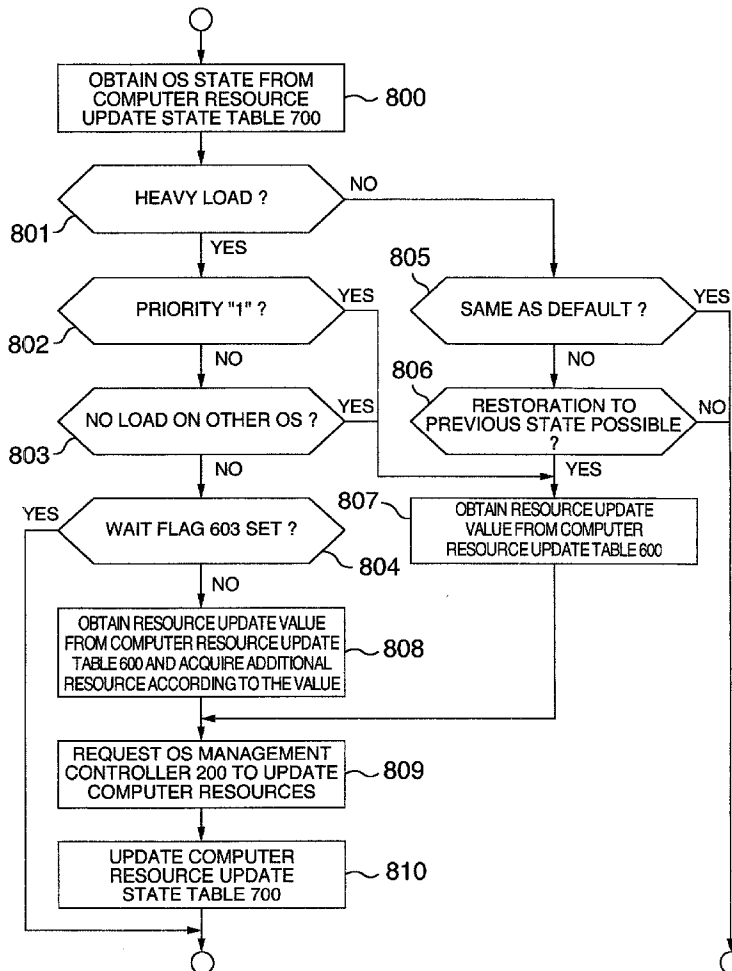 OBTAIN OS STATE FROM
COMPUTER RESOURCE
UPDATE STATE TABLE 700
800
HEAVY LOAD ?
NO
801
YES
805
PRIORITY "1" ?
YES
SAME AS DEFAULT ?
YES
802
NO
NO
806
NO LOAD ON OTHER OS ?
YES
RESTORATION TO
PREVIOUS STATE POSSIBLE
?
NO
803
NO
YES
YES
WAIT FLAG 603 SET ?
807
OBTAIN RESOURCE UPDATE
VALUE FROM COMPUTER
RESOURCE UPDATE TABLE 600
804
NO
OBTAIN RESOURCE UPDATE VALUE
FROM COMPUTER RESOURCE UPDATE
TABLE 600 AND ACQUIRE ADDITIONAL
RESOURCE ACCORDING TO THE VALUE
808
REQUEST OS MANAGEMENT
CONTROLLER 200 TO UPDATE
COMPUTER RESOURCES
809
UPDATE COMPUTER
RESOURCE UPDATE
STATE TABLE 700
810